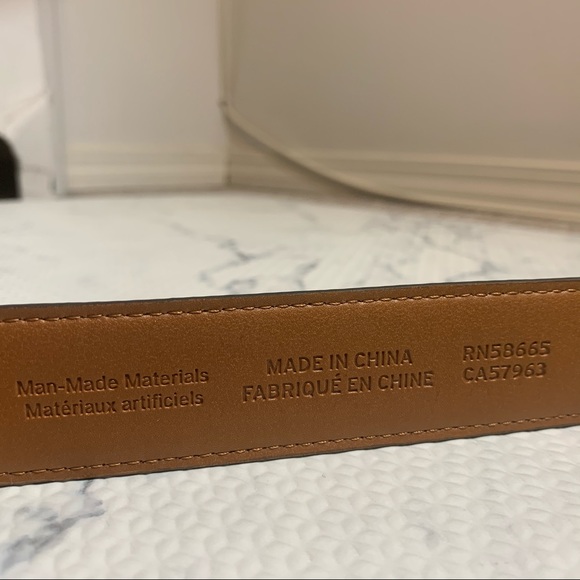 Man-Made Materials
Matériaux artificiels
MADE IN CHINA
FABRIQUÉ EN CHINE
RN58665
CA57963